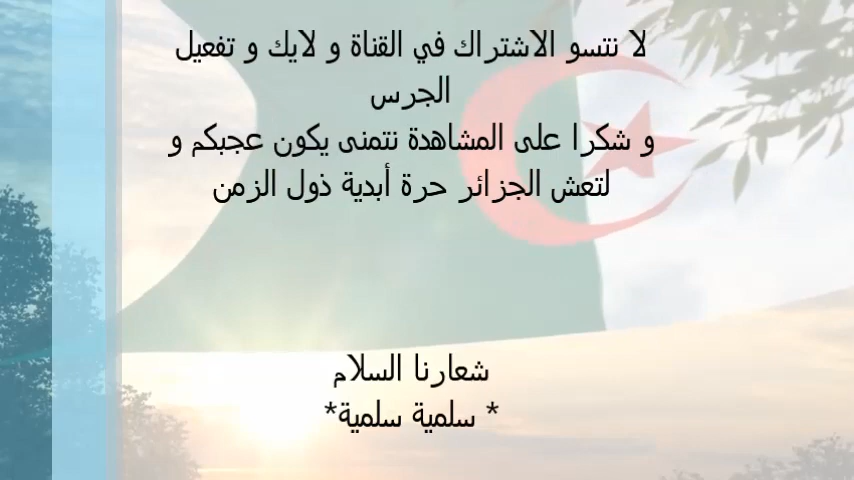 لا نتسو الاشتراك في القناة و لايك و تفعيل
الجرس
و شكرا على المشاهدة نتمنى يكون عجبكم و
لتعش الجزائر حرة أبدية ذول الزمن
شعارنا السلام
* سلمية سلمية*